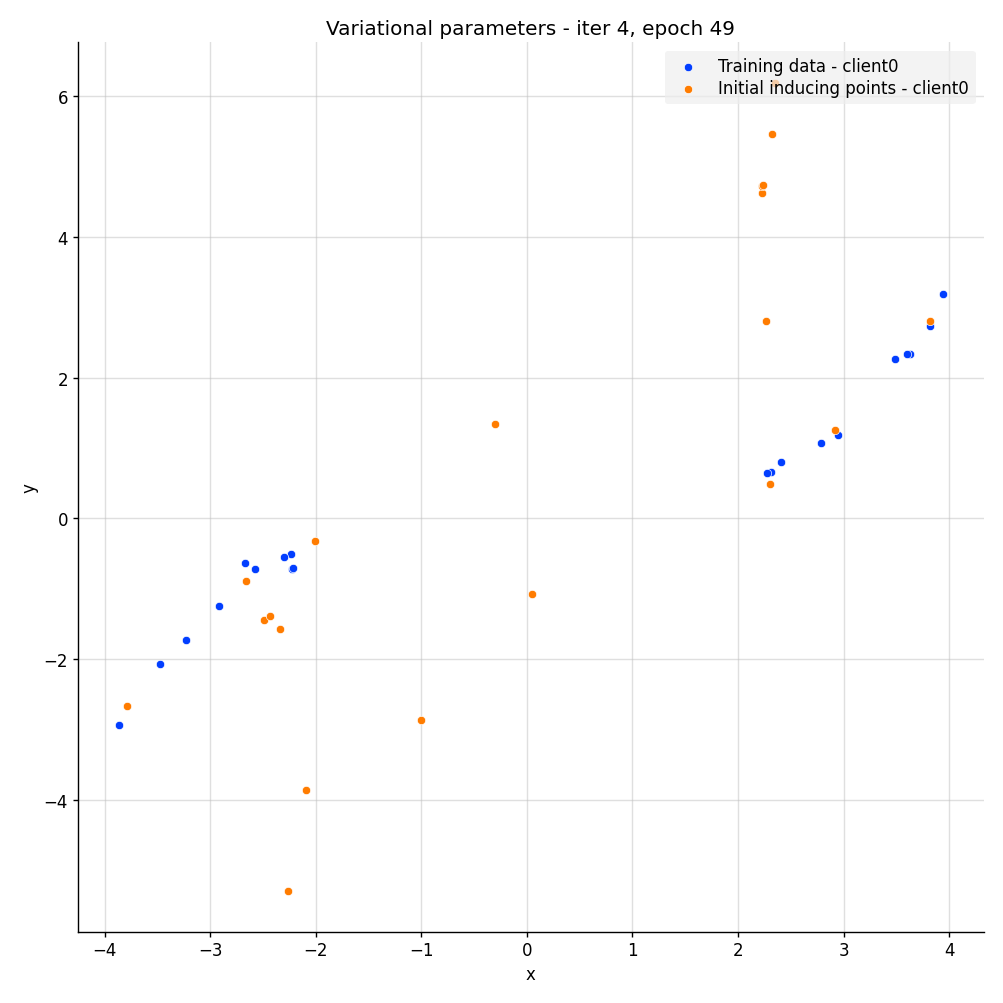 Variational parameters - iter 4, epoch 49
Training data - client0
Initial inducing points - client0
6
4
2
0
−2
−4
y
−4 −3 −2 −1 0 1 2 3 4
x